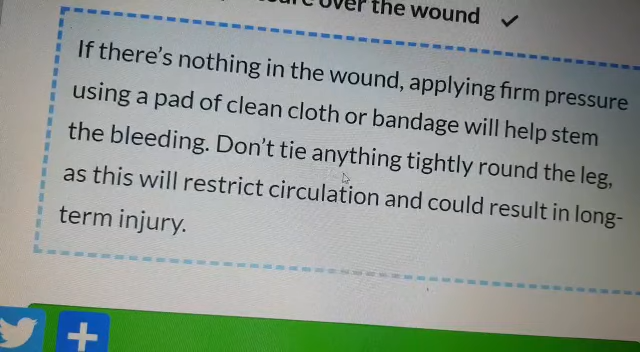 over the wound ✓
If there's nothing in the wound, applying firm pressure
using a pad of clean cloth or bandage will help stem
the bleeding. Don't tie anything tightly round the leg,
as this will restrict circulation and could result in long-
term injury.